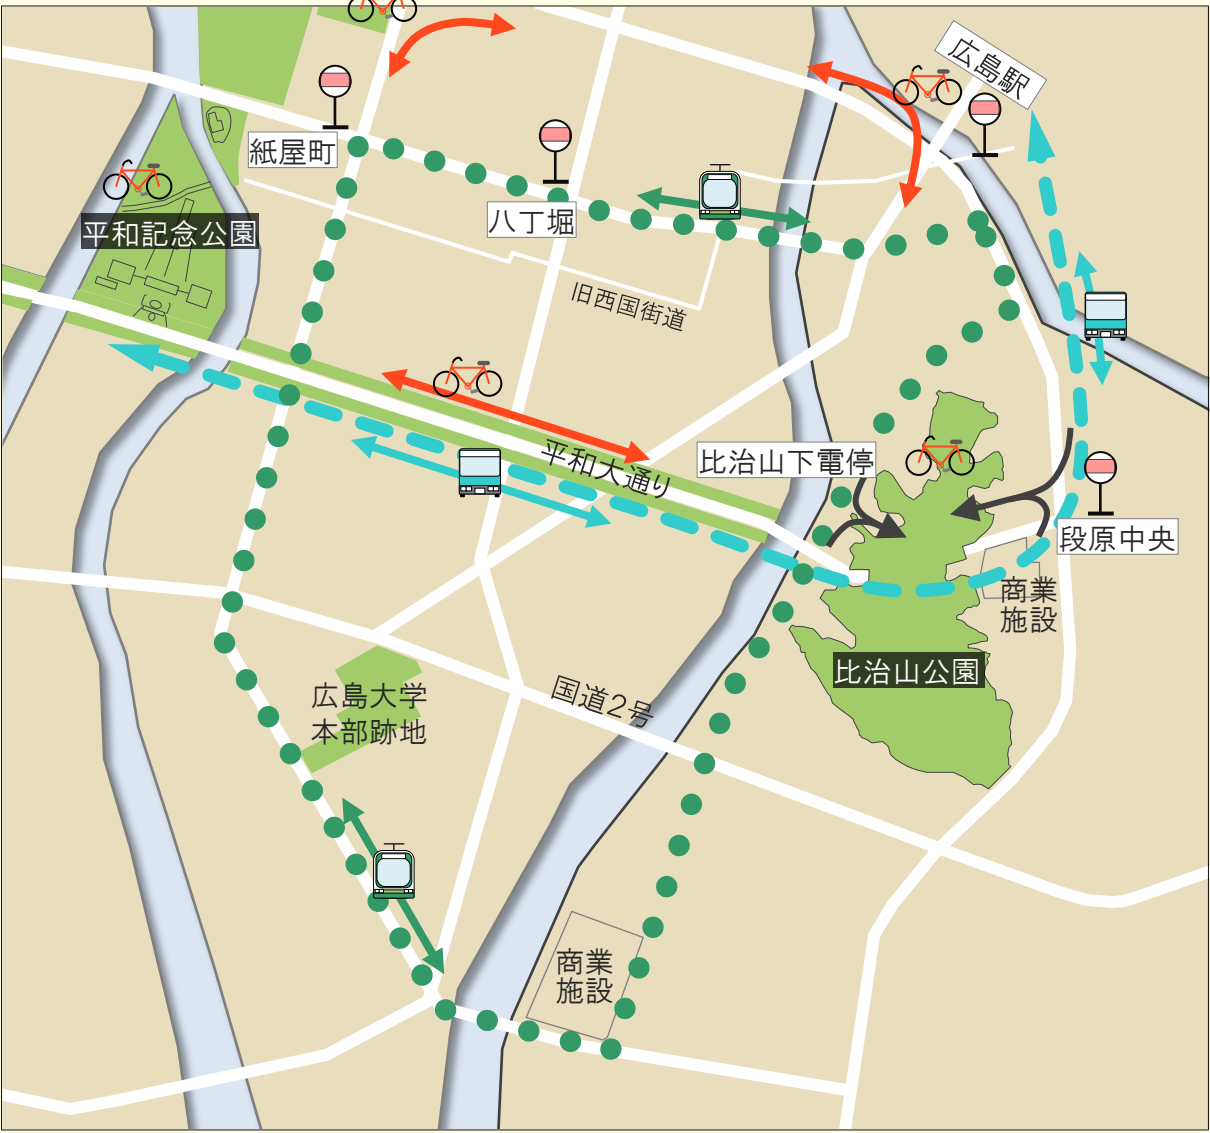 広島駅
紙屋町
八丁堀
平和記念公園
旧西国街道
平和大通り
比治山下電停
段原中央
商業
施設
比治山公園
広島大学
本部跡地
国道2号
商業
施設